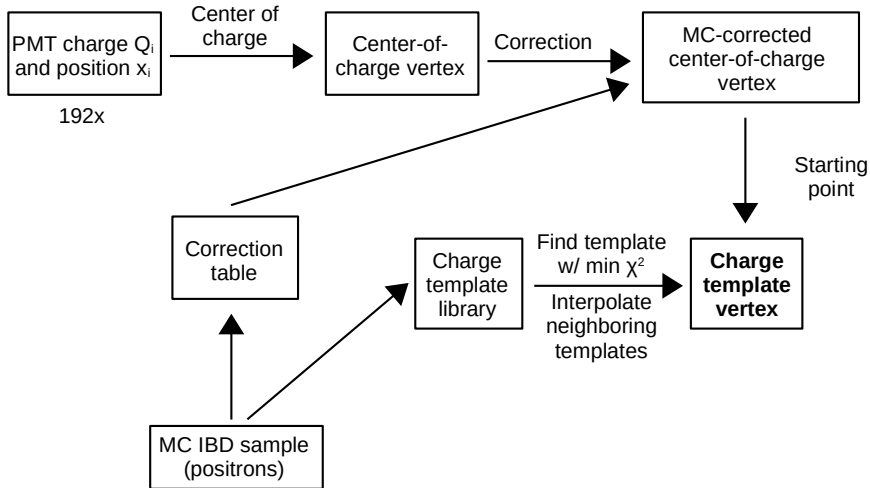 PMT charge Qᵢ
and position xᵢ
192x
Center of
charge
Center-of-
charge vertex
Correction
MC-corrected
center-of-charge
vertex
Starting
point
Correction
table
Charge
template
library
Find template
w/ min χ²
Interpolate
neighboring
templates
Charge
template
vertex
MC IBD sample
(positrons)